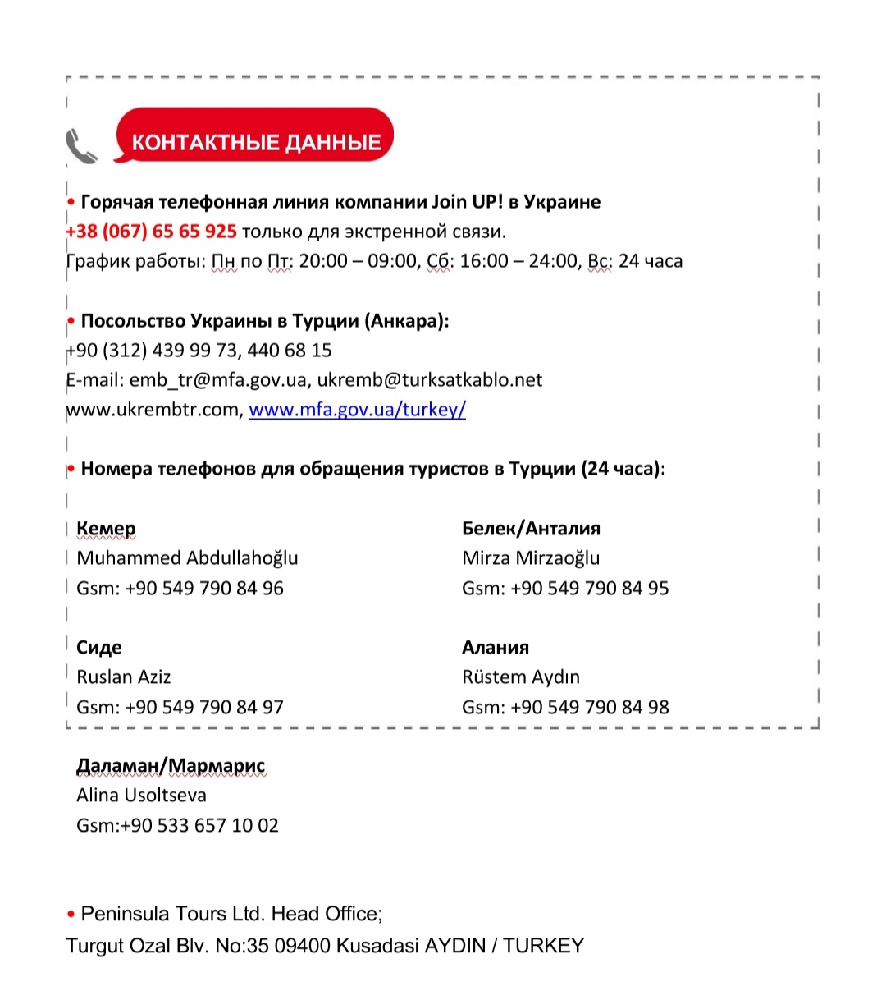 КОНТАКТНЫЕ ДАННЫЕ
• Горячая телефонная линия компании Join UP! в Украине
+38 (067) 65 65 925 только для экстренной связи.
График работы: Пн по Пт: 20:00 – 09:00, Сб: 16:00 – 24:00, Вс: 24 часа
• Посольство Украины в Турции (Анкара):
+90 (312) 439 99 73, 440 68 15
E-mail: emb_tr@mfa.gov.ua, ukremb@turksatkablo.net
www.ukrembtr.com, www.mfa.gov.ua/turkey/
• Номера телефонов для обращения туристов в Турции (24 часа):
Кемер
Muhammed Abdullahoğlu
Gsm: +90 549 790 84 96
Белек/Анталия
Mirza Mirzaoğlu
Gsm: +90 549 790 84 95
Сиде
Ruslan Aziz
Gsm: +90 549 790 84 97
Алания
Rüstem Aydın
Gsm: +90 549 790 84 98
Даламан/Мармарис
Alina Usoltseva
Gsm:+90 533 657 10 02
• Peninsula Tours Ltd. Head Office;
Turgut Ozal Blv. No:35 09400 Kusadasi AYDIN / TURKEY